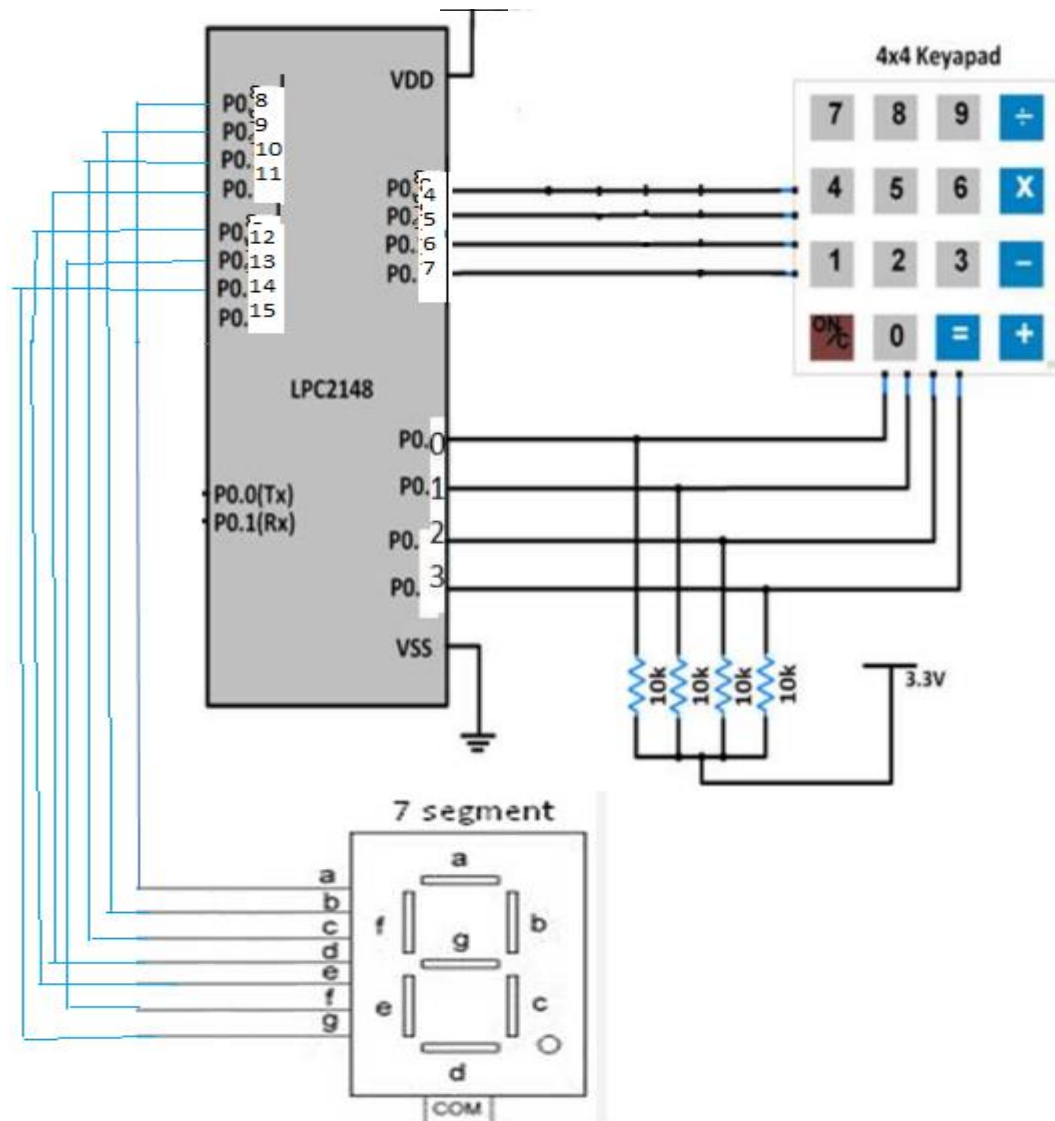 VDD
4x4 Keyapad
P0.8
P0.9
P0.10
P0.11
P0.12
P0.13
P0.14
P0.15
P0.4
P0.5
P0.6
P0.7
7 8 9 ÷
4 5 6 X
1 2 3 −
ON/C 0 = +
LPC2148
P0.0
P0.1
P0.0(Tx)
P0.1(Rx)
P0.2
P0.3
VSS
10k 10k 10k 10k
3.3V
7 segment
a
b
c
d
e
f
g
a
f b
g
e c
d
COM